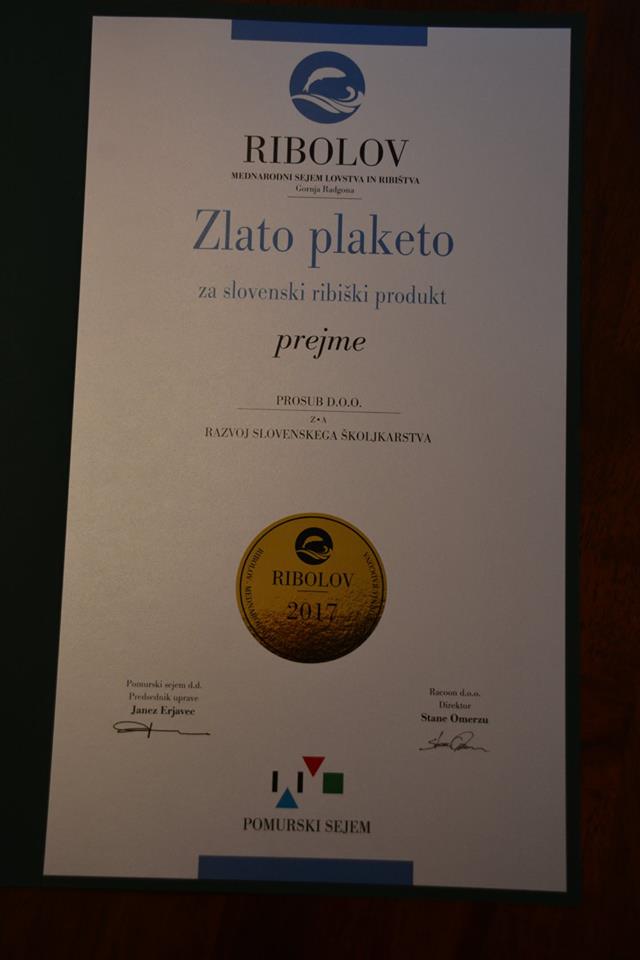 RIBOLOV
MEDNARODNI SEJEM LOVSTVA IN RIBIŠTVA
Gornja Radgona
Zlato plaketo
za slovenski ribiški produkt
prejme
PROSUB D.O.O.
Z•A
RAZVOJ SLOVENSKEGA ŠKOLJKARSTVA
RIBOLOV
2017
Pomurski sejem d.d.
Predsednik uprave
Janez Erjavec
Racoon d.o.o.
Direktor
Stane Omerzu
POMURSKI SEJEM